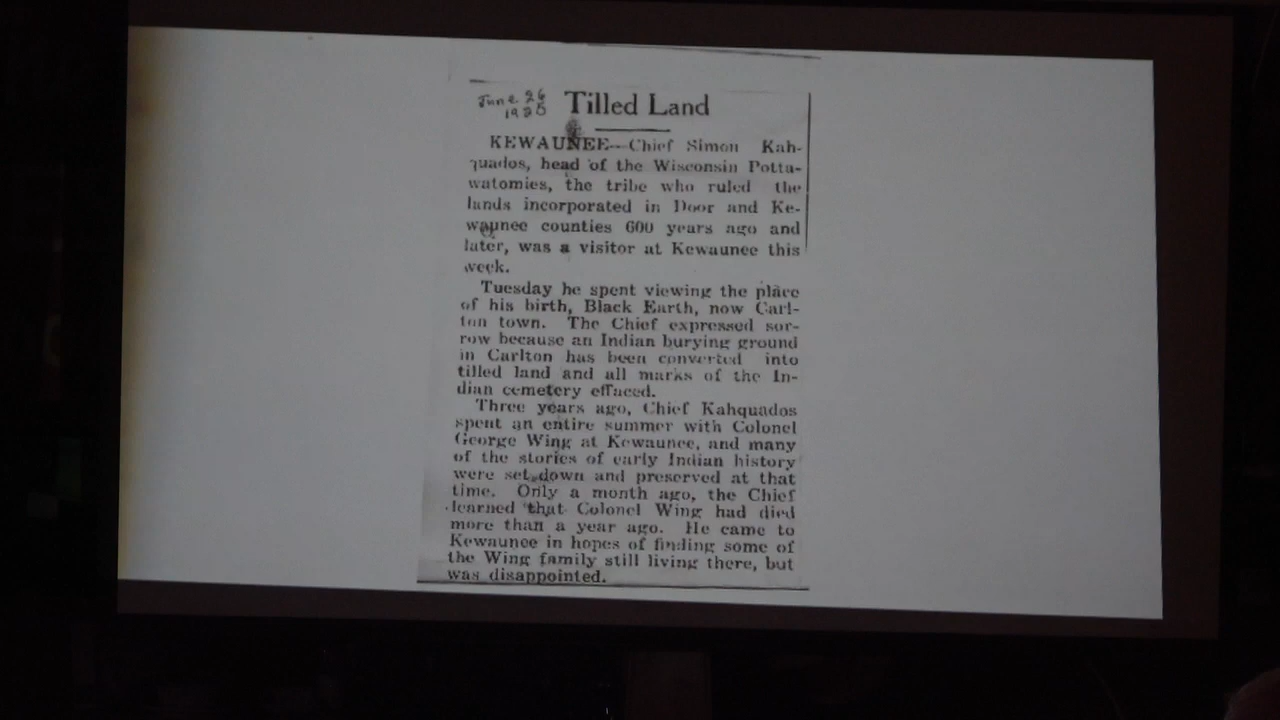 June 26
Tilled Land
KEWAUNEE—Chief Simon Kah-
quados, head of the Wisconsin Potta-
watomies, the tribe who ruled the
lands incorporated in Door and Ke-
waunee counties 600 years ago and
later, was a visitor at Kewaunee this
week.
Tuesday he spent viewing the place
of his birth, Black Earth, now Carl-
ton town. The Chief expressed sor-
row because an Indian burying ground
in Carlton has been converted into
tilled land and all marks of the In-
dian cemetery effaced.
Three years ago, Chief Kahquados
spent an entire summer with Colonel
George Wing at Kewaunee, and many
of the stories of early Indian history
were set down and preserved at that
time. Only a month ago, the Chief
learned that Colonel Wing had died
more than a year ago. He came to
Kewaunee in hopes of finding some of
the Wing family still living there, but
was disappointed.